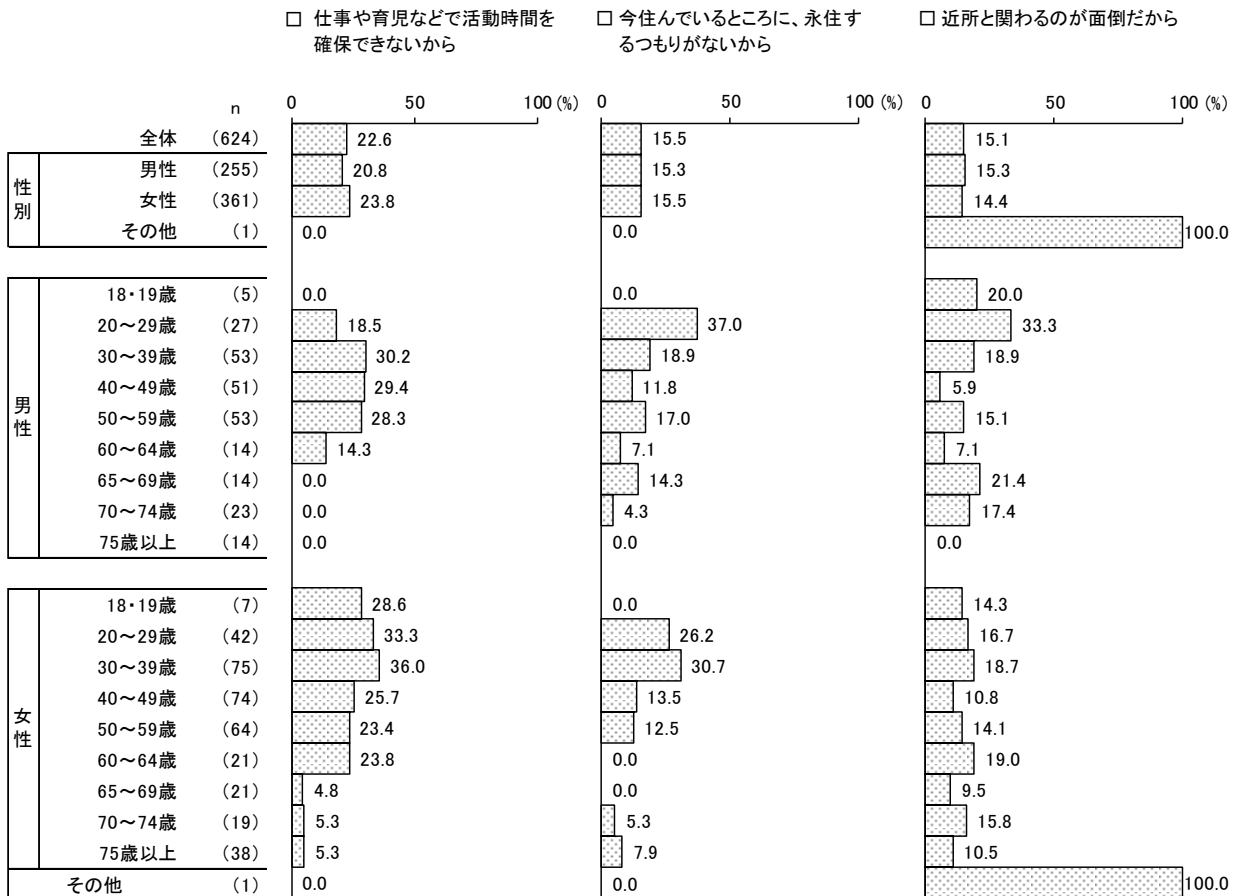 □ 仕事や育児などで活動時間を
確保できないから
□ 今住んでいるところに、永住す
るつもりがないから
□ 近所と関わるのが面倒だから
n 0 50 100 (%) 0 50 100 (%) 0 50 100 (%)
全体 (624) 22.6 15.5 15.1
性別
男性 (255) 20.8 15.3 15.3
女性 (361) 23.8 15.5 14.4
その他 (1) 0.0 0.0 100.0
男性
18・19歳 (5) 0.0 0.0 20.0
20～29歳 (27) 18.5 37.0 33.3
30～39歳 (53) 30.2 18.9 18.9
40～49歳 (51) 29.4 11.8 5.9
50～59歳 (53) 28.3 17.0 15.1
60～64歳 (14) 14.3 7.1 7.1
65～69歳 (14) 0.0 14.3 21.4
70～74歳 (23) 0.0 4.3 17.4
75歳以上 (14) 0.0 0.0 0.0
女性
18・19歳 (7) 28.6 0.0 14.3
20～29歳 (42) 33.3 26.2 16.7
30～39歳 (75) 36.0 30.7 18.7
40～49歳 (74) 25.7 13.5 10.8
50～59歳 (64) 23.4 12.5 14.1
60～64歳 (21) 23.8 0.0 19.0
65～69歳 (21) 4.8 0.0 9.5
70～74歳 (19) 5.3 5.3 15.8
75歳以上 (38) 5.3 7.9 10.5
その他 (1) 0.0 0.0 100.0